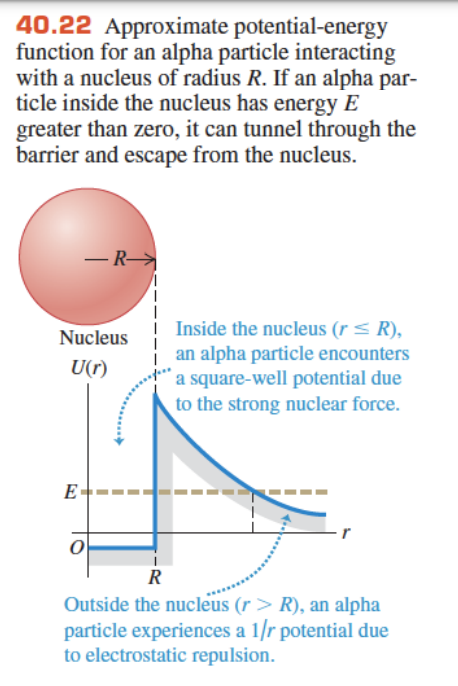 40.22 Approximate potential-energy
function for an alpha particle interacting
with a nucleus of radius R. If an alpha par-
ticle inside the nucleus has energy E
greater than zero, it can tunnel through the
barrier and escape from the nucleus.
R
Nucleus
Inside the nucleus (r ≤ R),
an alpha particle encounters
a square-well potential due
to the strong nuclear force.
U(r)
E
O
r
R
Outside the nucleus (r > R), an alpha
particle experiences a 1/r potential due
to electrostatic repulsion.